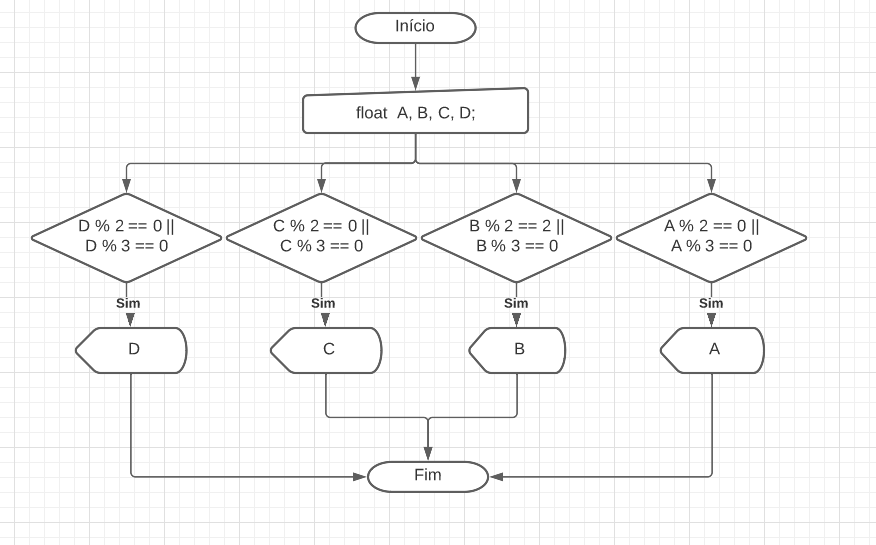 Início
float A, B, C, D;
D % 2 == 0 ||
D % 3 == 0
C % 2 == 0 ||
C % 3 == 0
B % 2 == 2 ||
B % 3 == 0
A % 2 == 0 ||
A % 3 == 0
Sim
Sim
Sim
Sim
D
C
B
A
Fim